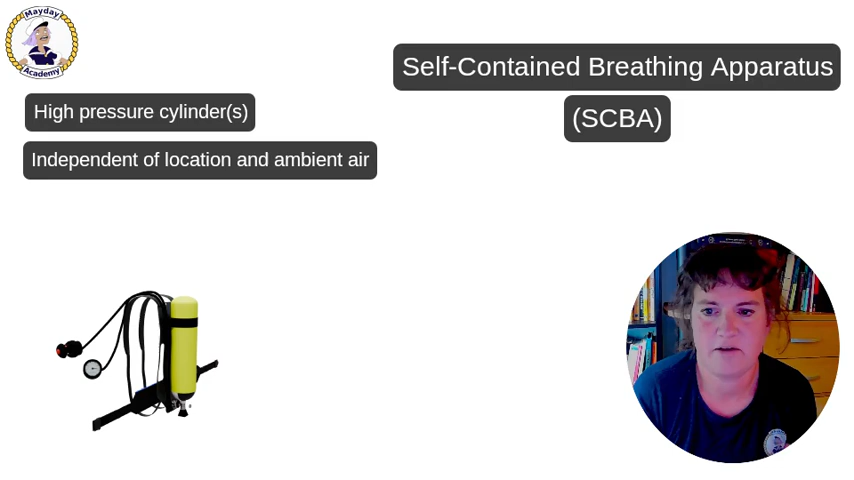 Mayday
Academy
Self-Contained Breathing Apparatus
(SCBA)
High pressure cylinder(s)
Independent of location and ambient air